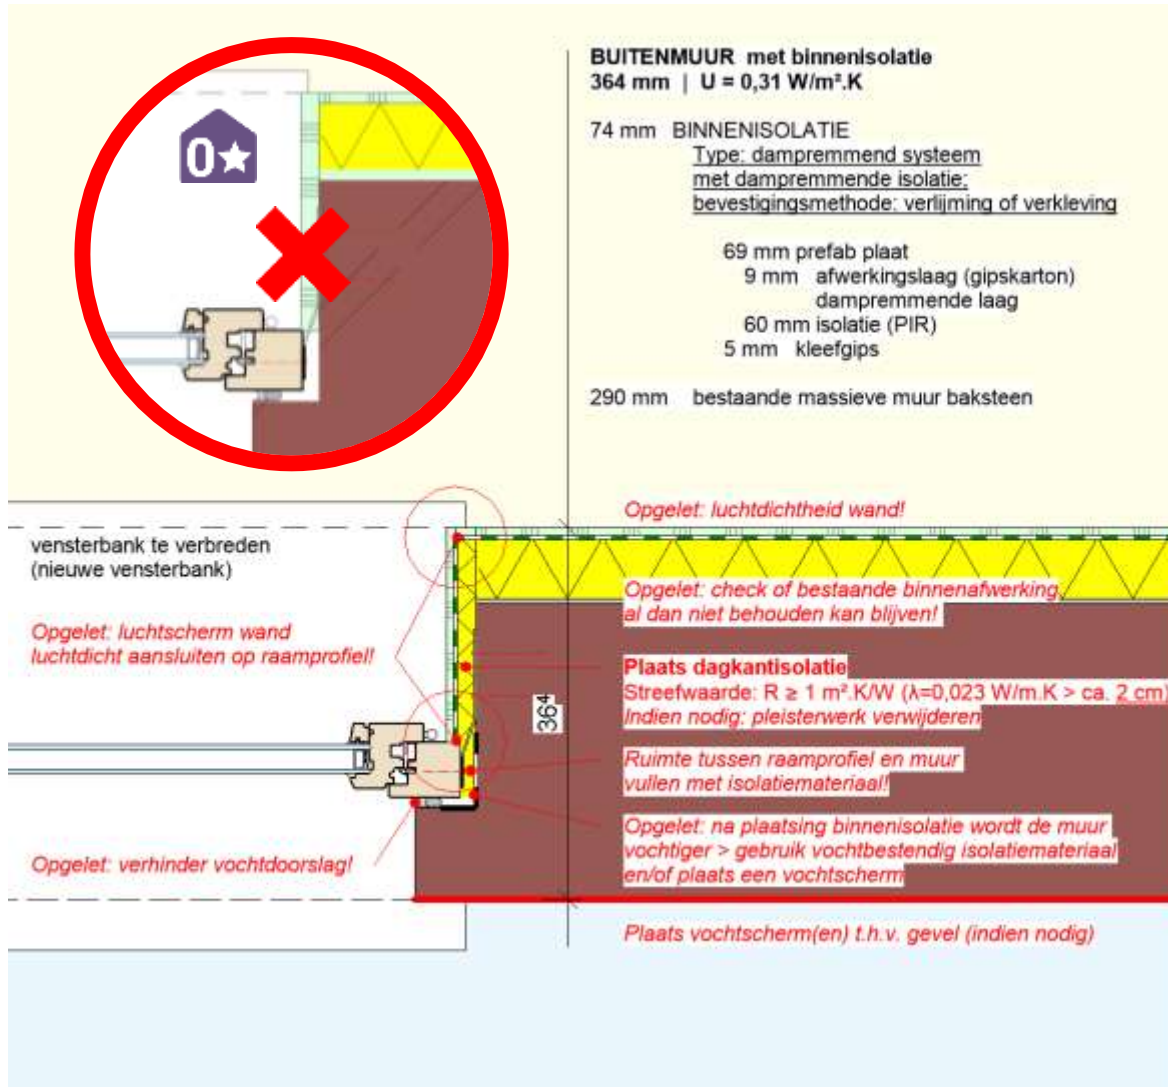 BUITENMUUR met binnenisolatie
364 mm | U = 0,31 W/m².K
74 mm BINNENISOLATIE
Type: dampremmend systeem
met dampremmende isolatie;
bevestigingsmethode: verlijming of verkleving
69 mm prefab plaat
9 mm afwerkingslaag (gipskarton)
dampremmende laag
60 mm isolatie (PIR)
5 mm kleefgips
290 mm bestaande massieve muur baksteen
0
Opgelet: luchtdichtheid wand!
vensterbank te verbreden
(nieuwe vensterbank)
Opgelet: check of bestaande binnenafwerking
al dan niet behouden kan blijven!
Opgelet: luchtscherm wand
luchtdicht aansluiten op raamprofiel!
Plaats dagkantisolatie
Streefwaarde: R ≥ 1 m².K/W (λ=0,023 W/m.K > ca. 2 cm)
Indien nodig: pleisterwerk verwijderen
36⁴
Ruimte tussen raamprofiel en muur
vullen met isolatiemateriaal!
Opgelet: na plaatsing binnenisolatie wordt de muur
vochtiger > gebruik vochtbestendig isolatiemateriaal
en/of plaats een vochtscherm
Opgelet: verhinder vochtdoorslag!
Plaats vochtscherm(en) t.h.v. gevel (indien nodig)